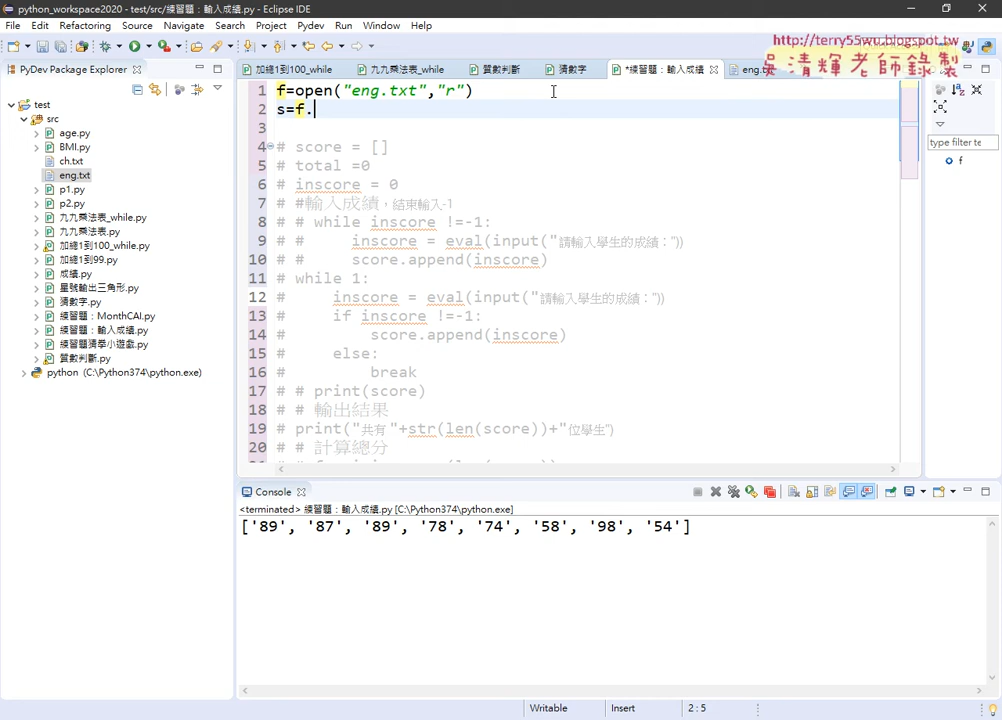 python_workspace2020 - test/src/練習題：輸入成績.py - Eclipse IDE
File Edit Refactoring Source Navigate Search Project Pydev Run Window Help
http://terry55wu.blogspot.tw
吳清輝老師錄製
PyDev Package Explorer
加總1到100_while
九九乘法表_while
質數判斷
猜數字
*練習題：輸入成績
eng.t
test
src
age.py
BMI.py
ch.txt
eng.txt
p1.py
p2.py
九九乘法表_while.py
九九乘法表.py
加總1到100_while.py
加總1到99.py
成績.py
星號輸出三角形.py
猜數字.py
練習題：MonthCAI.py
練習題：輸入成績.py
練習題猜拳小遊戲.py
質數判斷.py
python (C:\Python374\python.exe)
1 f=open("eng.txt","r")
2 s=f.
3
4 # score = []
5 # total =0
6 # inscore = 0
7 # #輸入成績，結束輸入-1
8 # # while inscore !=-1:
9 # #     inscore = eval(input("請輸入學生的成績："))
10 # #     score.append(inscore)
11 # while 1:
12 #     inscore = eval(input("請輸入學生的成績："))
13 #     if inscore !=-1:
14 #         score.append(inscore)
15 #     else:
16 #         break
17 # # print(score)
18 # # 輸出結果
19 # print("共有 "+str(len(score))+"位學生")
20 # # 計算總分
type filter te
f
Console
<terminated> 練習題：輸入成績.py [C:\Python374\python.exe]
['89', '87', '89', '78', '74', '58', '98', '54']
Writable
Insert
2 : 5